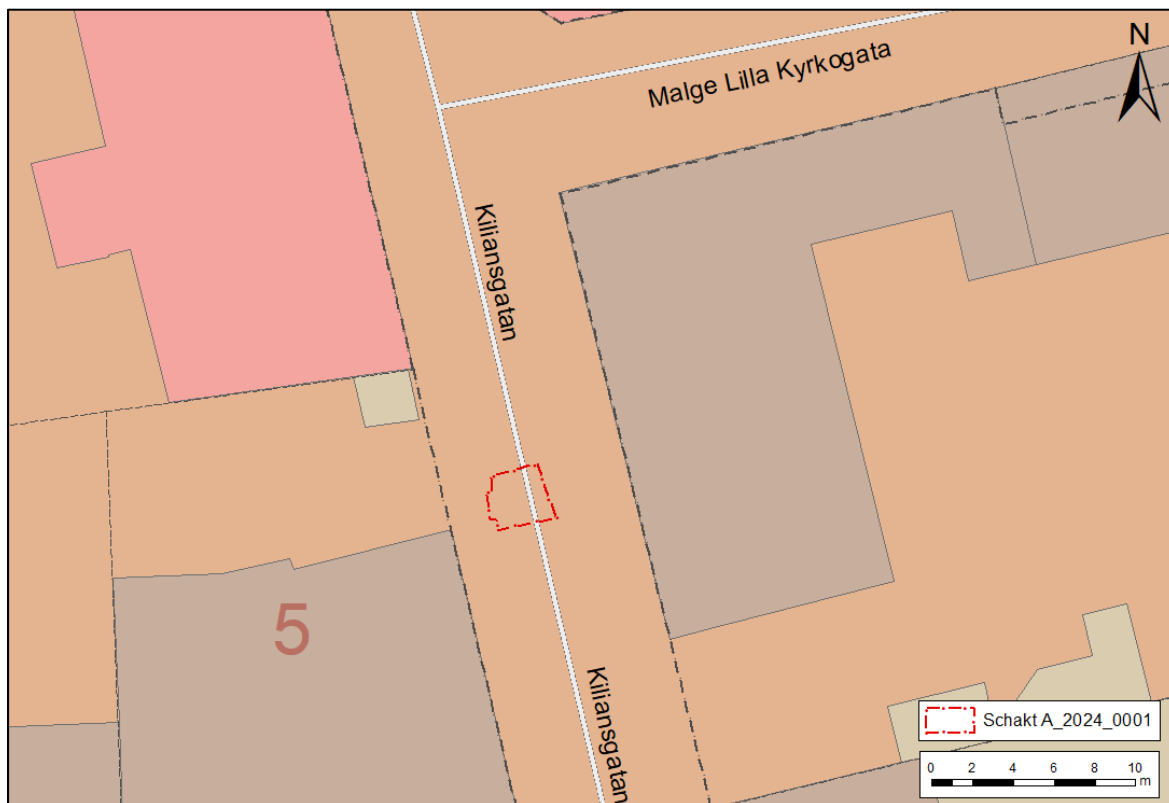 N
Malge Lilla Kyrkogata
Kiliansgatan
5
Kiliansgatan
Schakt A_2024_0001
0 2 4 6 8 10
m